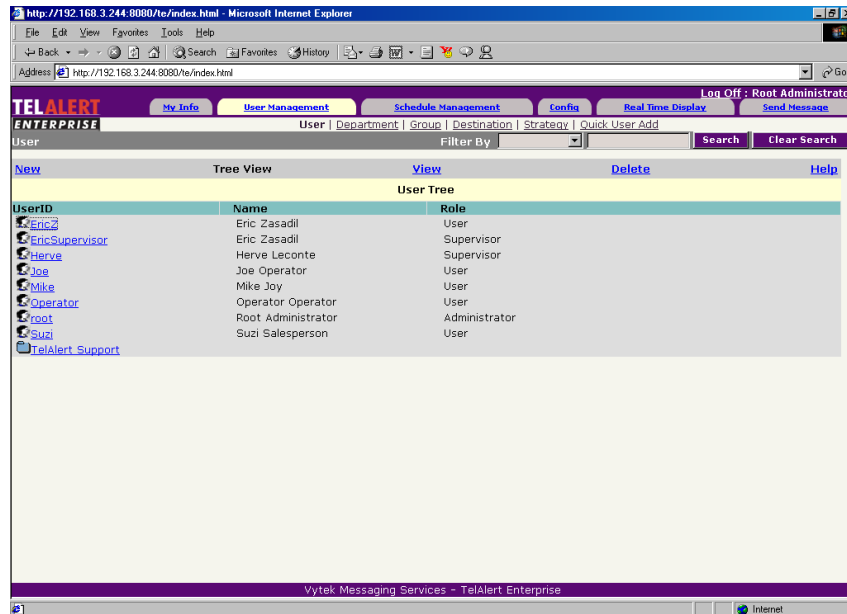 http://192.168.3.244:8080/te/index.html - Microsoft Internet Explorer
File Edit View Favorites Tools Help
Back Search Favorites History
Address http://192.168.3.244:8080/te/index.html Go
Log Off : Root Administrato
TELALERT My Info User Management Schedule Management Config Real Time Display Send Message
ENTERPRISE User | Department | Group | Destination | Strategy | Quick User Add
User Filter By Search Clear Search
New Tree View View Delete Help
User Tree
UserID Name Role
EricZ Eric Zasadil User
EricSupervisor Eric Zasadil Supervisor
Herve Herve Leconte Supervisor
Joe Joe Operator User
Mike Mike Joy User
Operator Operator Operator User
root Root Administrator Administrator
Suzi Suzi Salesperson User
TelAlert Support
Vytek Messaging Services - TelAlert Enterprise
Internet